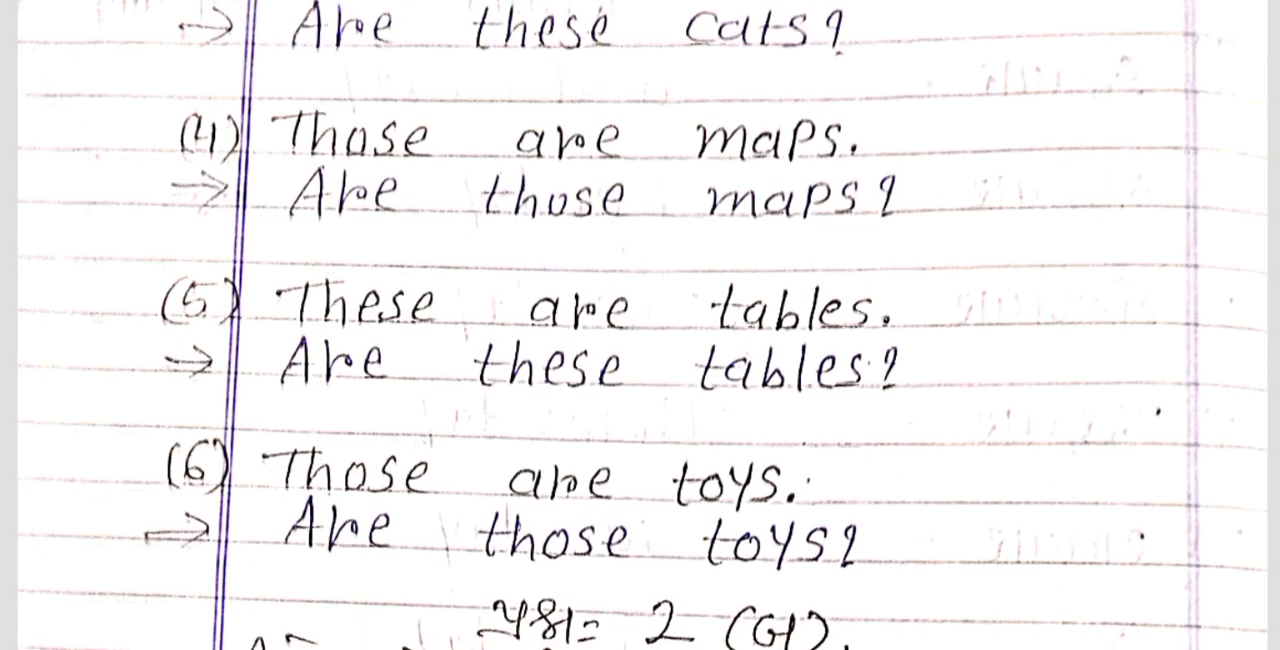 → Are these cats?
(4) Those are maps.
→ Are those maps?
(5) These are tables.
→ Are these tables?
(6) Those are toys.
→ Are those toys?
2